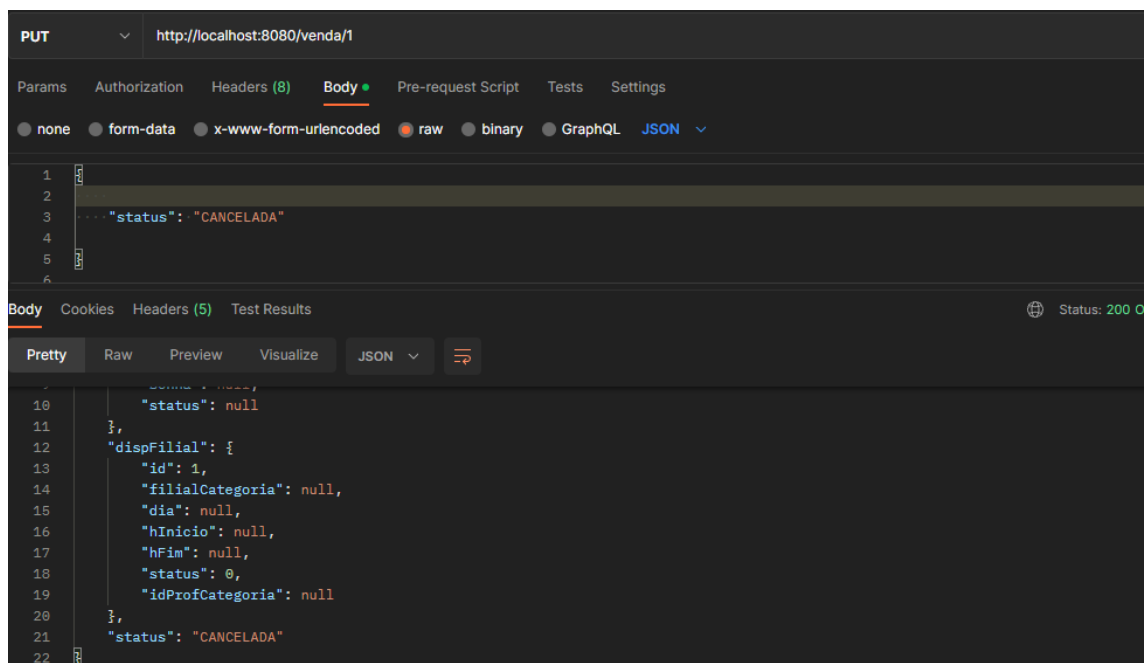 PUT http://localhost:8080/venda/1
Params Authorization Headers (8) Body Pre-request Script Tests Settings
none form-data x-www-form-urlencoded raw binary GraphQL JSON
1 {
2
3 "status": "CANCELADA"
4
5 }
6
Body Cookies Headers (5) Test Results Status: 200 O
Pretty Raw Preview Visualize JSON
10 "status": null
11 },
12 "dispFilial": {
13 "id": 1,
14 "filialCategoria": null,
15 "dia": null,
16 "hInicio": null,
17 "hFim": null,
18 "status": 0,
19 "idProfCategoria": null
20 },
21 "status": "CANCELADA"
22 }